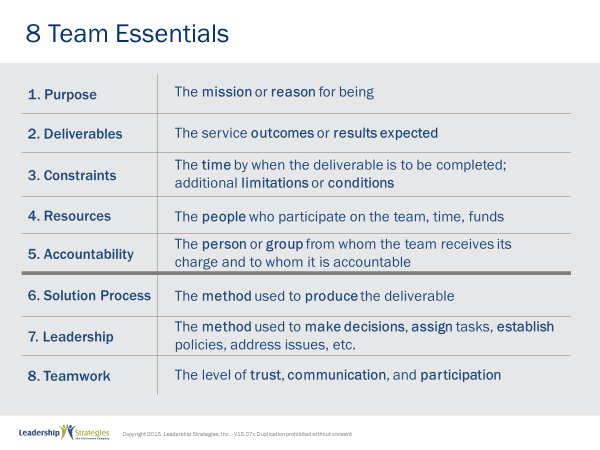 8 Team Essentials
1. Purpose
The mission or reason for being
2. Deliverables
The service outcomes or results expected
3. Constraints
The time by when the deliverable is to be completed;
additional limitations or conditions
4. Resources
The people who participate on the team, time, funds
5. Accountability
The person or group from whom the team receives its
charge and to whom it is accountable
6. Solution Process
The method used to produce the deliverable
7. Leadership
The method used to make decisions, assign tasks, establish
policies, address issues, etc.
8. Teamwork
The level of trust, communication, and participation
Leadership Strategies
The Facilitation Company
Copyright 2015, Leadership Strategies, Inc. - V15.07c Duplication prohibited without consent